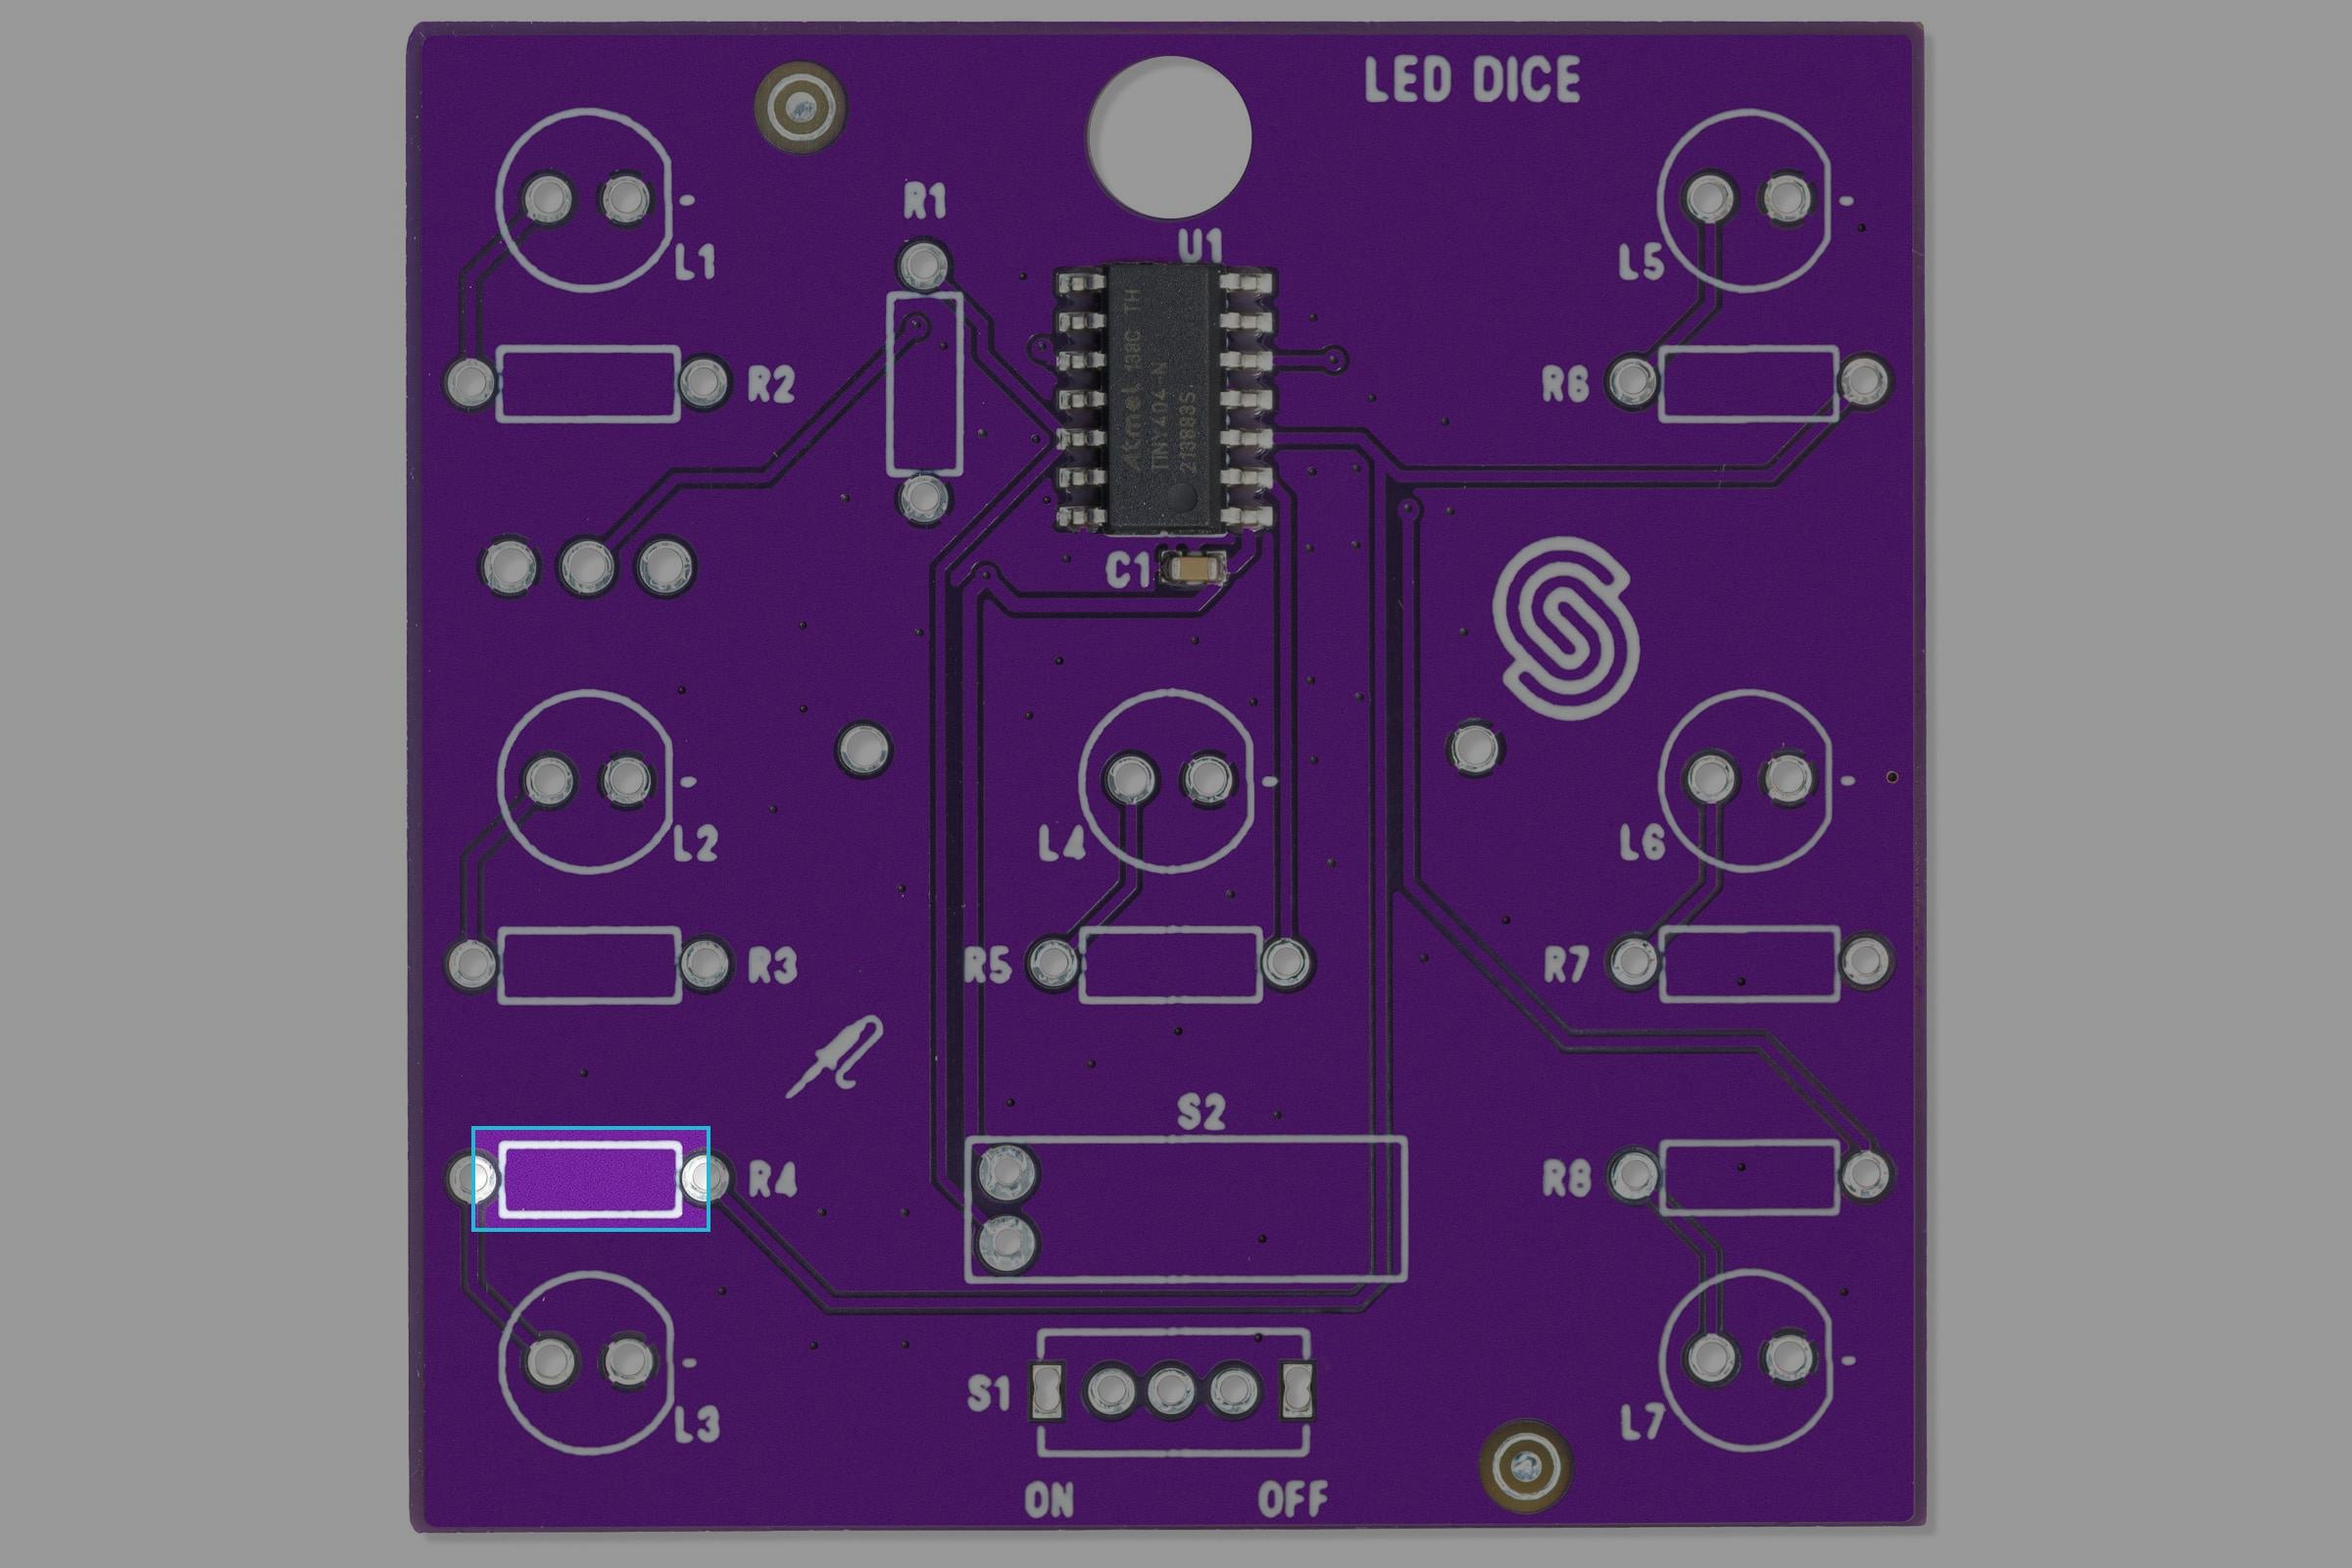 LED DICE
R1
U1
L1
L5
R2
R6
Atmel 138C TH
TINY404-N
213883S
C1
L2
L4
L6
R3
R5
R7
S2
R4
R8
S1
L3
L7
ON OFF